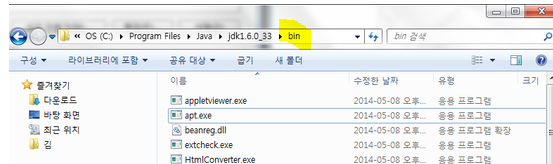 OS (C:) ▸ Program Files ▸ Java ▸ jdk1.6.0_33 ▸ bin
bin 검색
구성 라이브러리에 포함 공유 대상 굽기 새 폴더
즐겨찾기
다운로드
바탕 화면
최근 위치
김
이름 수정한 날짜 유형 크기
appletviewer.exe 2014-05-08 오후... 응용 프로그램
apt.exe 2014-05-08 오후... 응용 프로그램
beanreg.dll 2014-05-08 오후... 응용 프로그램 확장
extcheck.exe 2014-05-08 오후... 응용 프로그램
HtmlConverter.exe 2014-05-08 오후... 응용 프로그램